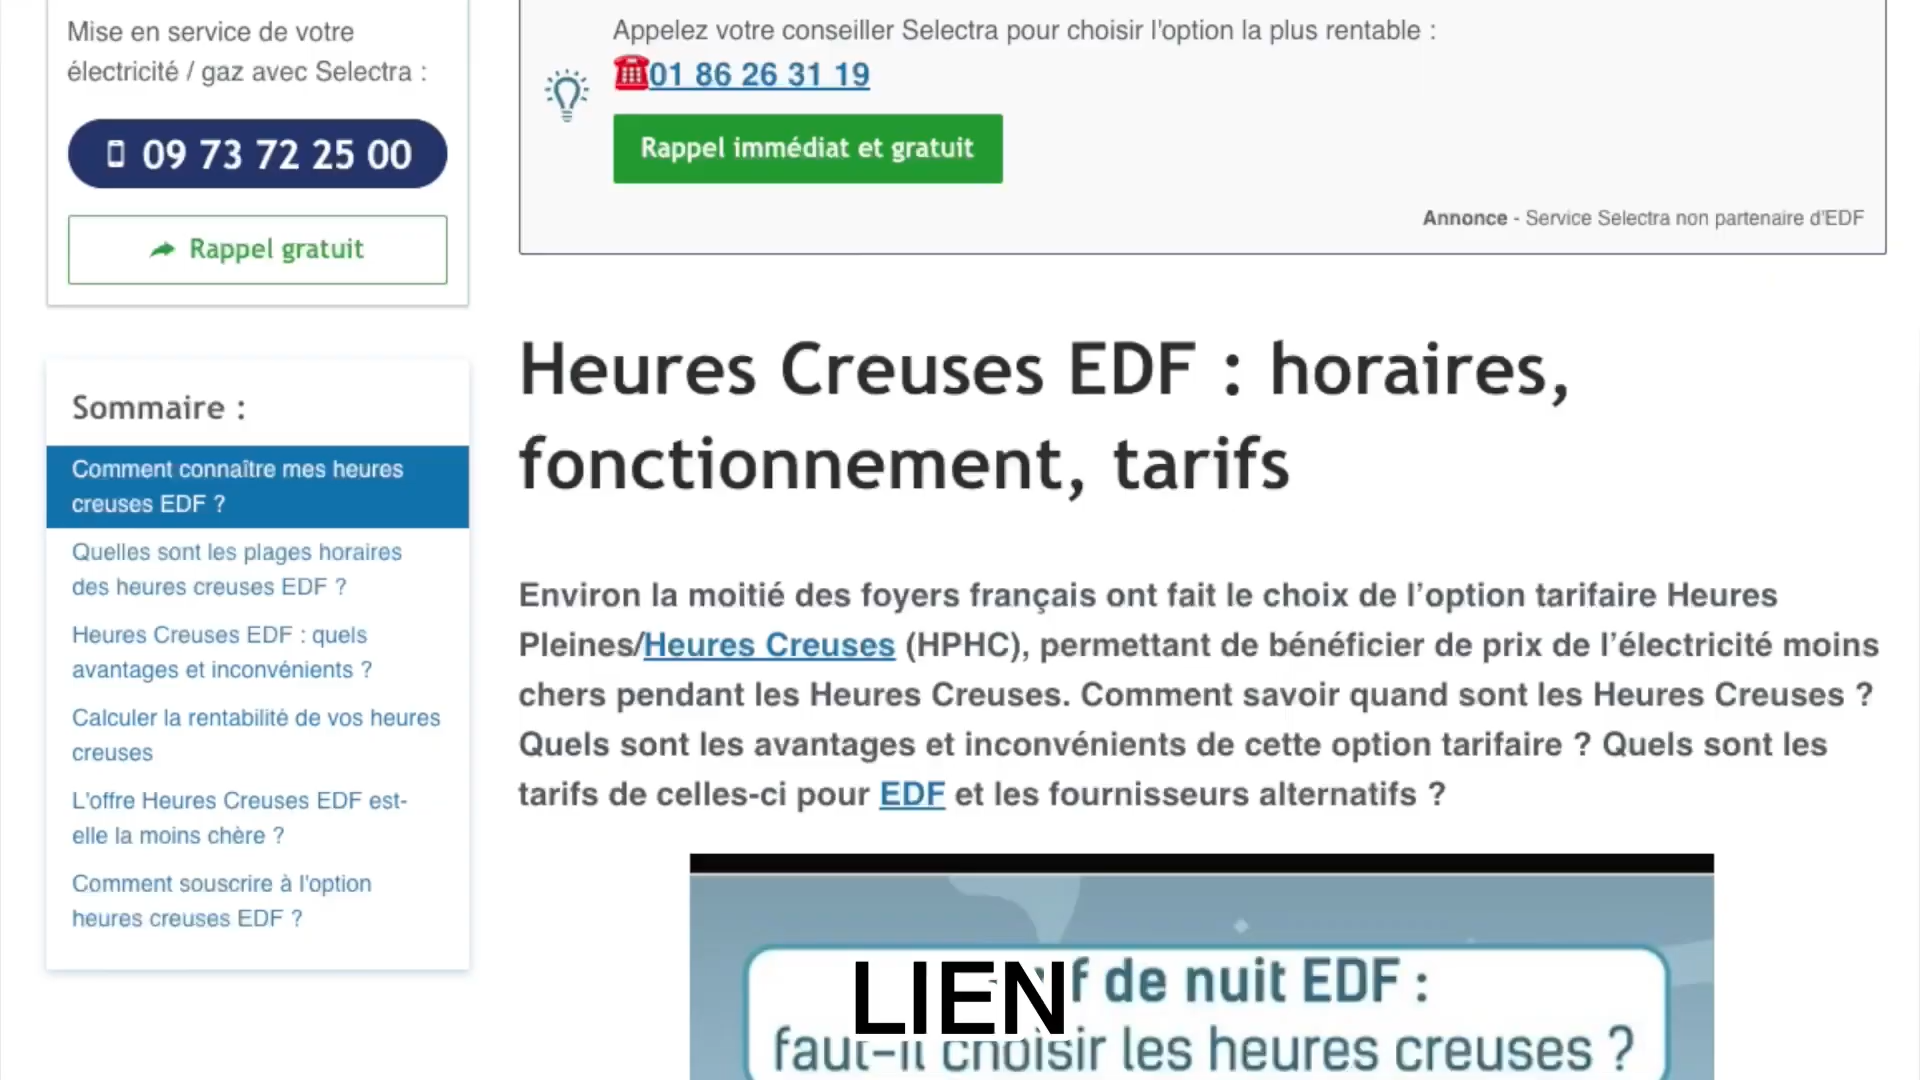 Mise en service de votre
électricité / gaz avec Selectra :
09 73 72 25 00
Rappel gratuit
Sommaire :
Comment connaître mes heures
creuses EDF ?
Quelles sont les plages horaires
des heures creuses EDF ?
Heures Creuses EDF : quels
avantages et inconvénients ?
Calculer la rentabilité de vos heures
creuses
L'offre Heures Creuses EDF est-
elle la moins chère ?
Comment souscrire à l'option
heures creuses EDF ?
Appelez votre conseiller Selectra pour choisir l'option la plus rentable :
01 86 26 31 19
Rappel immédiat et gratuit
Annonce - Service Selectra non partenaire d'EDF
Heures Creuses EDF : horaires,
fonctionnement, tarifs
Environ la moitié des foyers français ont fait le choix de l’option tarifaire Heures
Pleines/Heures Creuses (HPHC), permettant de bénéficier de prix de l’électricité moins
chers pendant les Heures Creuses. Comment savoir quand sont les Heures Creuses ?
Quels sont les avantages et inconvénients de cette option tarifaire ? Quels sont les
tarifs de celles-ci pour EDF et les fournisseurs alternatifs ?
de nuit EDF :
faut-il choisir les heures creuses ?
LIEN